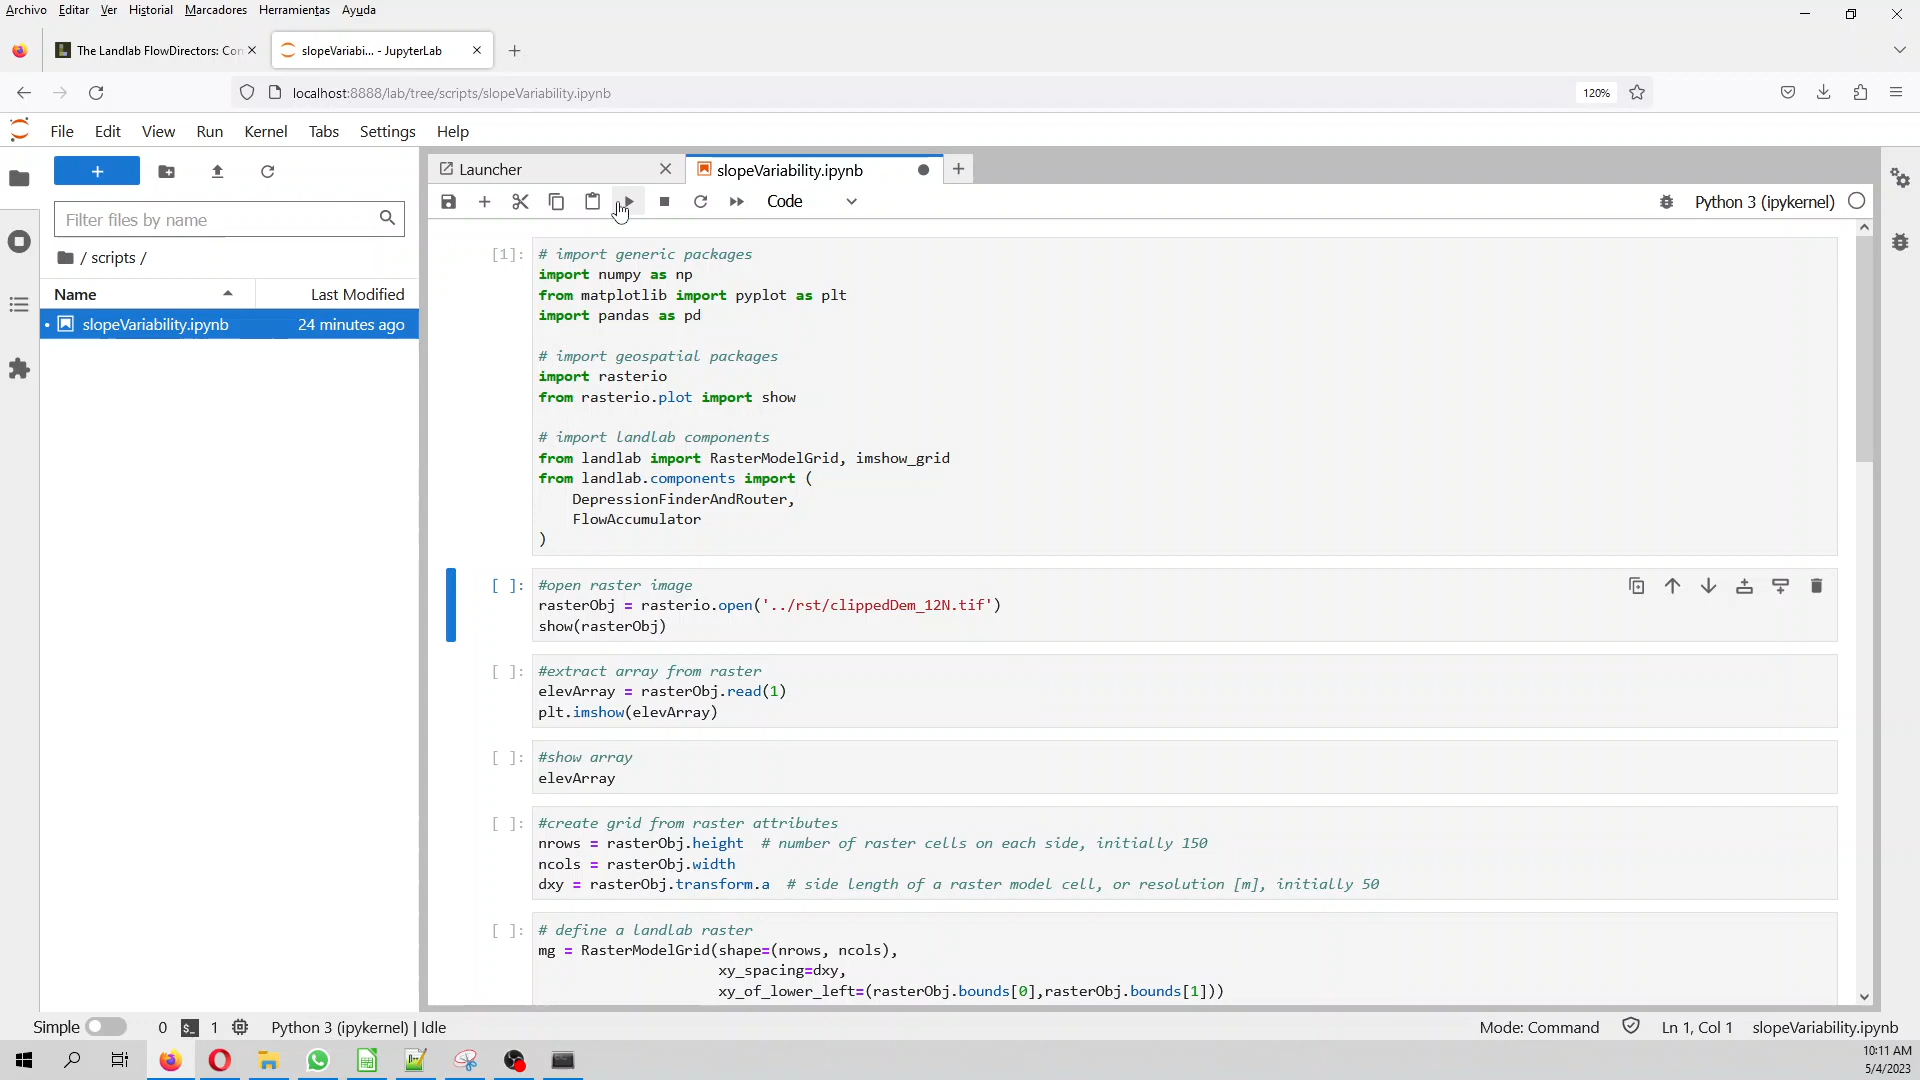 Archivo Editar Ver Historial Marcadores Herramientas Ayuda
The Landlab FlowDirectors: Con
slopeVariabi... - JupyterLab
localhost:8888/lab/tree/scripts/slopeVariability.ipynb
120%
File Edit View Run Kernel Tabs Settings Help
Launcher
slopeVariability.ipynb
Code
Python 3 (ipykernel)
Filter files by name
/ scripts /
Name Last Modified
slopeVariability.ipynb 24 minutes ago
[1]: # import generic packages
import numpy as np
from matplotlib import pyplot as plt
import pandas as pd
# import geospatial packages
import rasterio
from rasterio.plot import show
# import landlab components
from landlab import RasterModelGrid, imshow_grid
from landlab.components import (
DepressionFinderAndRouter,
FlowAccumulator
)
[ ]: #open raster image
rasterObj = rasterio.open('../rst/clippedDem_12N.tif')
show(rasterObj)
[ ]: #extract array from raster
elevArray = rasterObj.read(1)
plt.imshow(elevArray)
[ ]: #show array
elevArray
[ ]: #create grid from raster attributes
nrows = rasterObj.height # number of raster cells on each side, initially 150
ncols = rasterObj.width
dxy = rasterObj.transform.a # side length of a raster model cell, or resolution [m], initially 50
[ ]: # define a landlab raster
mg = RasterModelGrid(shape=(nrows, ncols),
xy_spacing=dxy,
xy_of_lower_left=(rasterObj.bounds[0],rasterObj.bounds[1]))
Simple 0 1 Python 3 (ipykernel) | Idle
Mode: Command Ln 1, Col 1 slopeVariability.ipynb
10:11 AM
5/4/2023